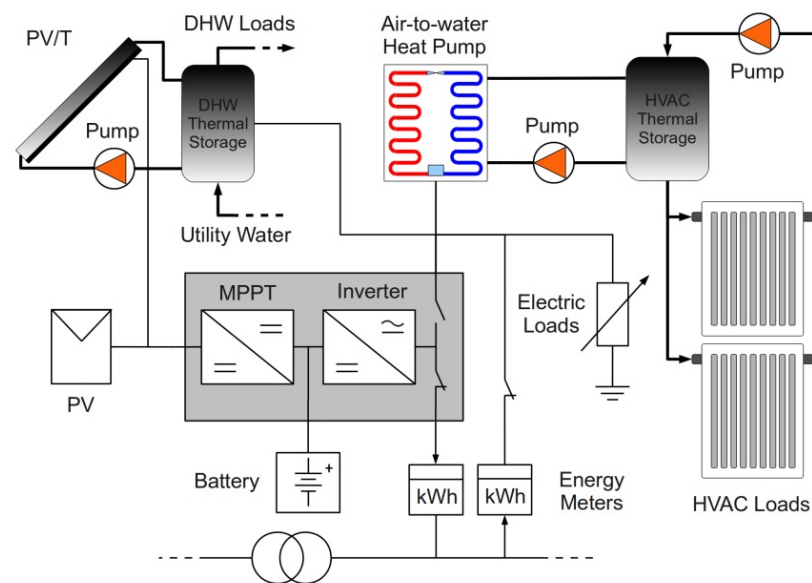 DHW Loads
Air-to-water
Heat Pump
PV/T
Pump
DHW
Thermal
Storage
HVAC
Thermal
Storage
Pump
Pump
Utility Water
MPPT
Inverter
Electric
Loads
PV
Battery
+
kWh
kWh
Energy
Meters
HVAC Loads